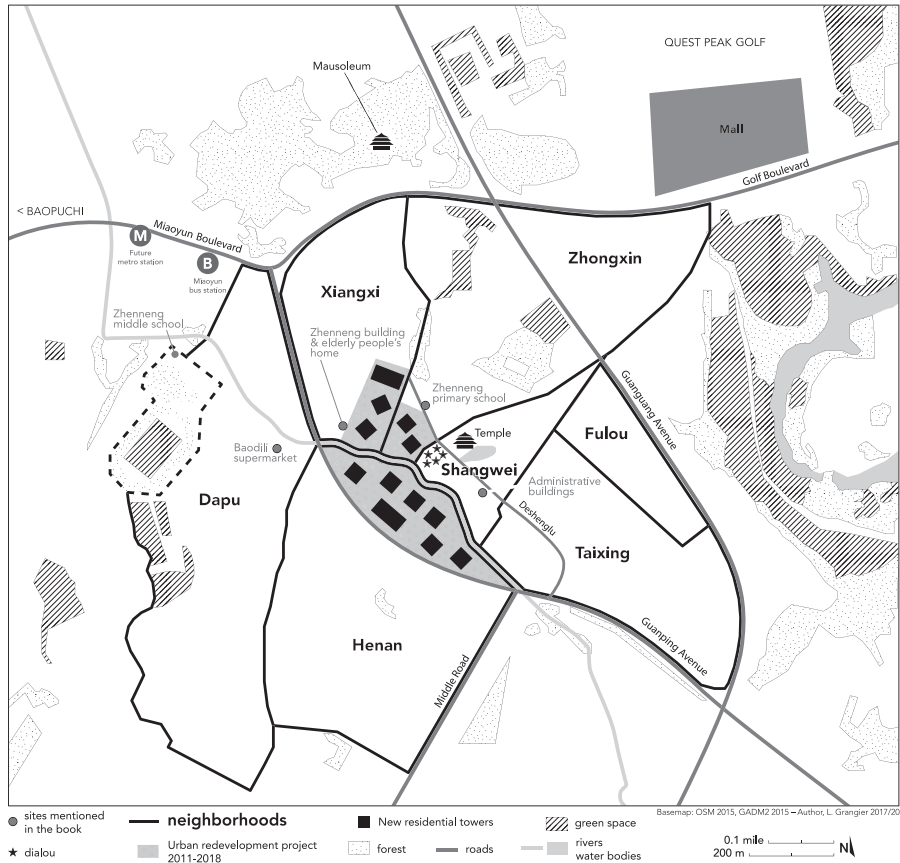 QUEST PEAK GOLF
Mausoleum
Mall
Golf Boulevard
< BAOPUCHI
M
Miaoyun Boulevard
Future
metro station
B
Miaoyun
bus station
Zhongxin
Xiangxi
Zhenneng
middle school
Zhenneng building
& elderly people's
home
Guanguang Avenue
Zhenneng
primary school
Temple
Fulou
Baodili
supermarket
Shangwei
Administrative
buildings
Dapu
Deshenglu
Taixing
Henan
Guanping Avenue
Middle Road
Basemap: OSM 2015, GADM2 2015 – Author, L. Grangier 2017/20
sites mentioned
in the book
neighborhoods
New residential towers
green space
dialou
Urban redevelopment project
2011-2018
forest
roads
rivers
water bodies
0.1 mile
200 m
N